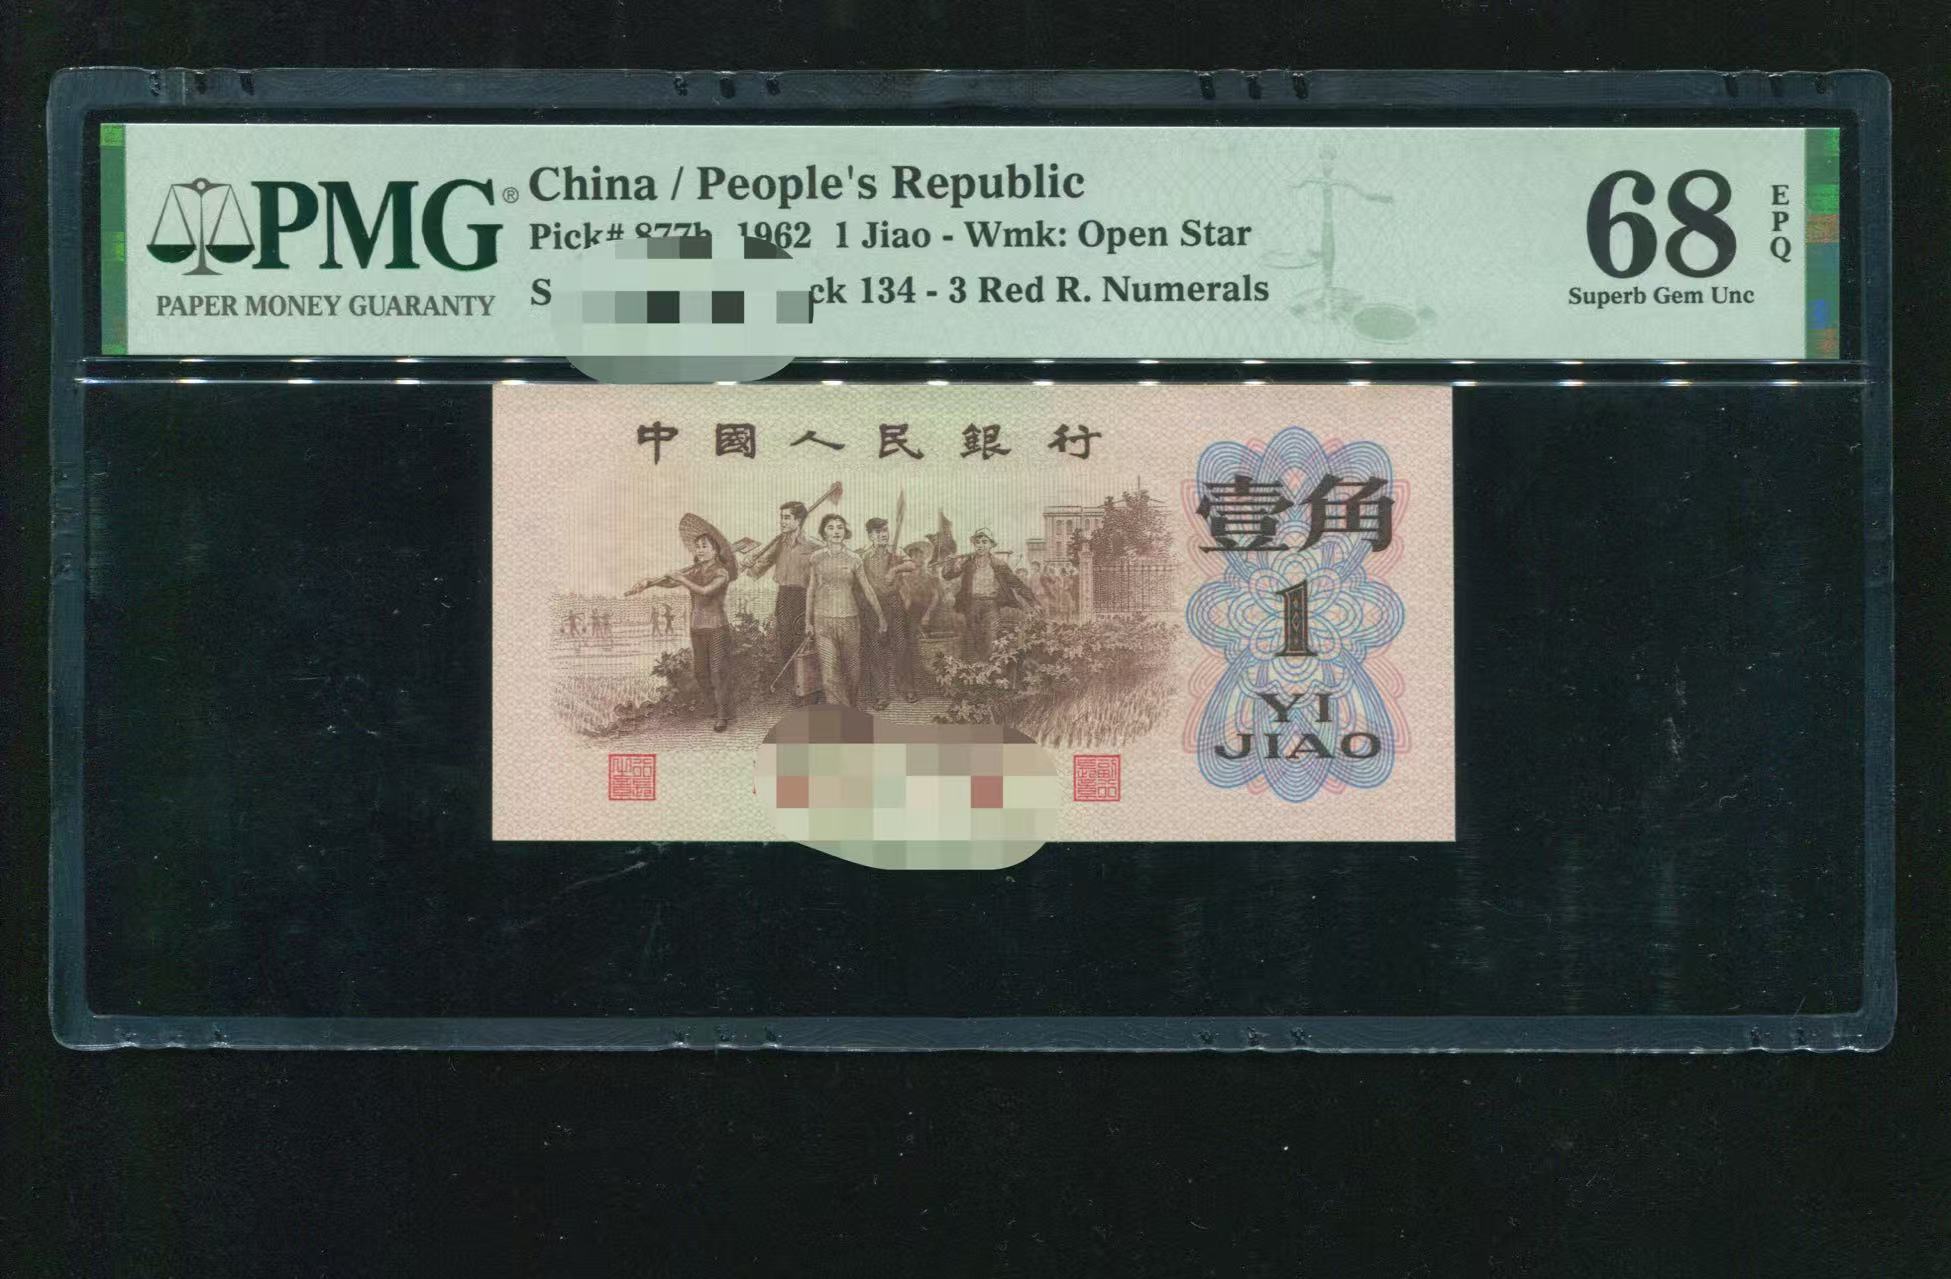 PMG®
PAPER MONEY GUARANTY
China / People's Republic
Pick# 877b 1962 1 Jiao - Wmk: Open Star
S ck 134 - 3 Red R. Numerals
68
EPQ
Superb Gem Unc
中國人民銀行
壹角
1
YI
JIAO